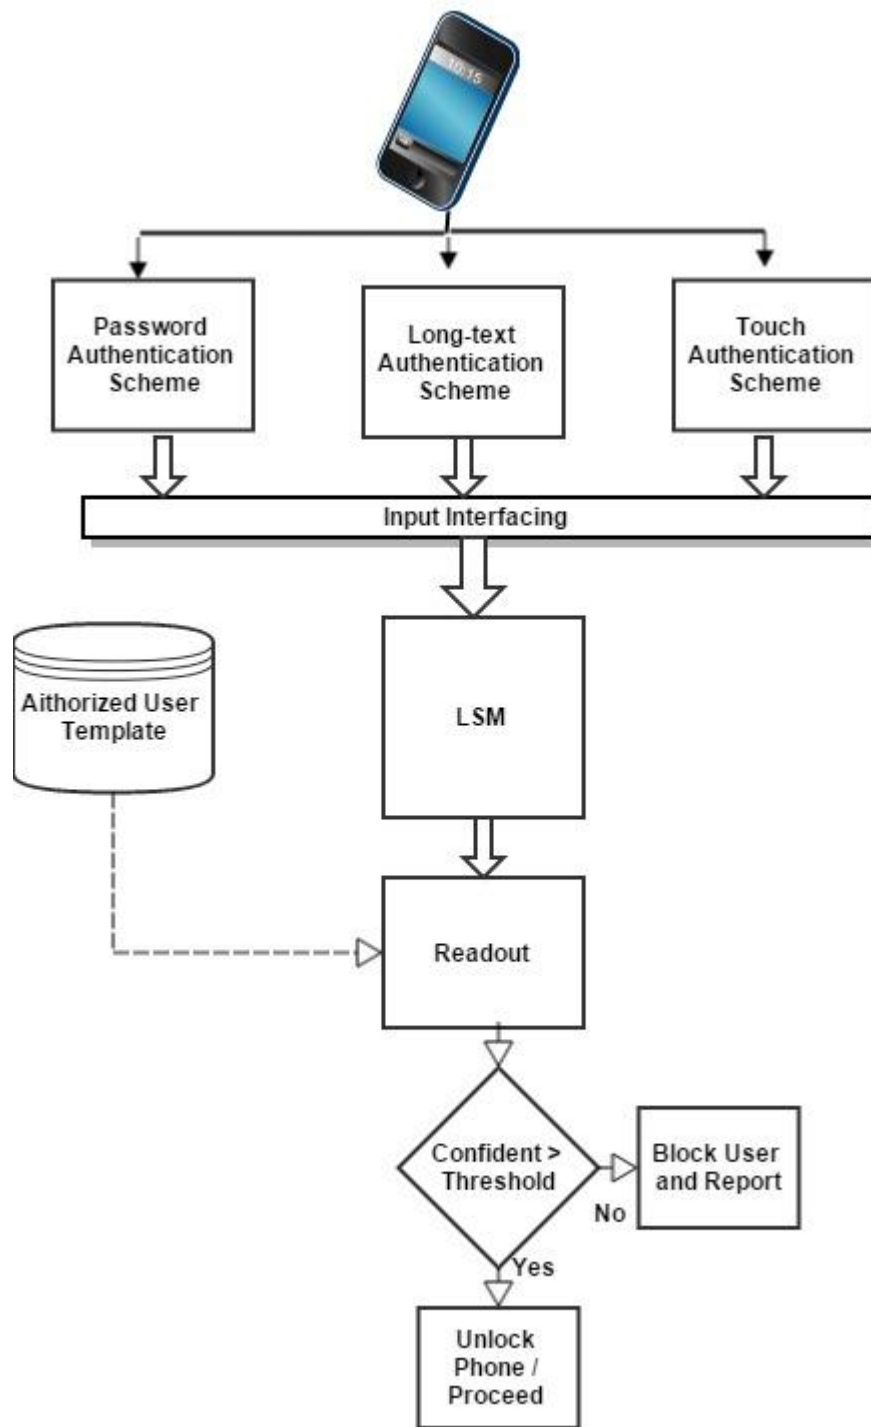 10:15
Password
Authentication
Scheme
Long-text
Authentication
Scheme
Touch
Authentication
Scheme
Input Interfacing
Aithorized User
Template
LSM
Readout
Confident >
Threshold
No
Block User
and Report
Yes
Unlock
Phone /
Proceed